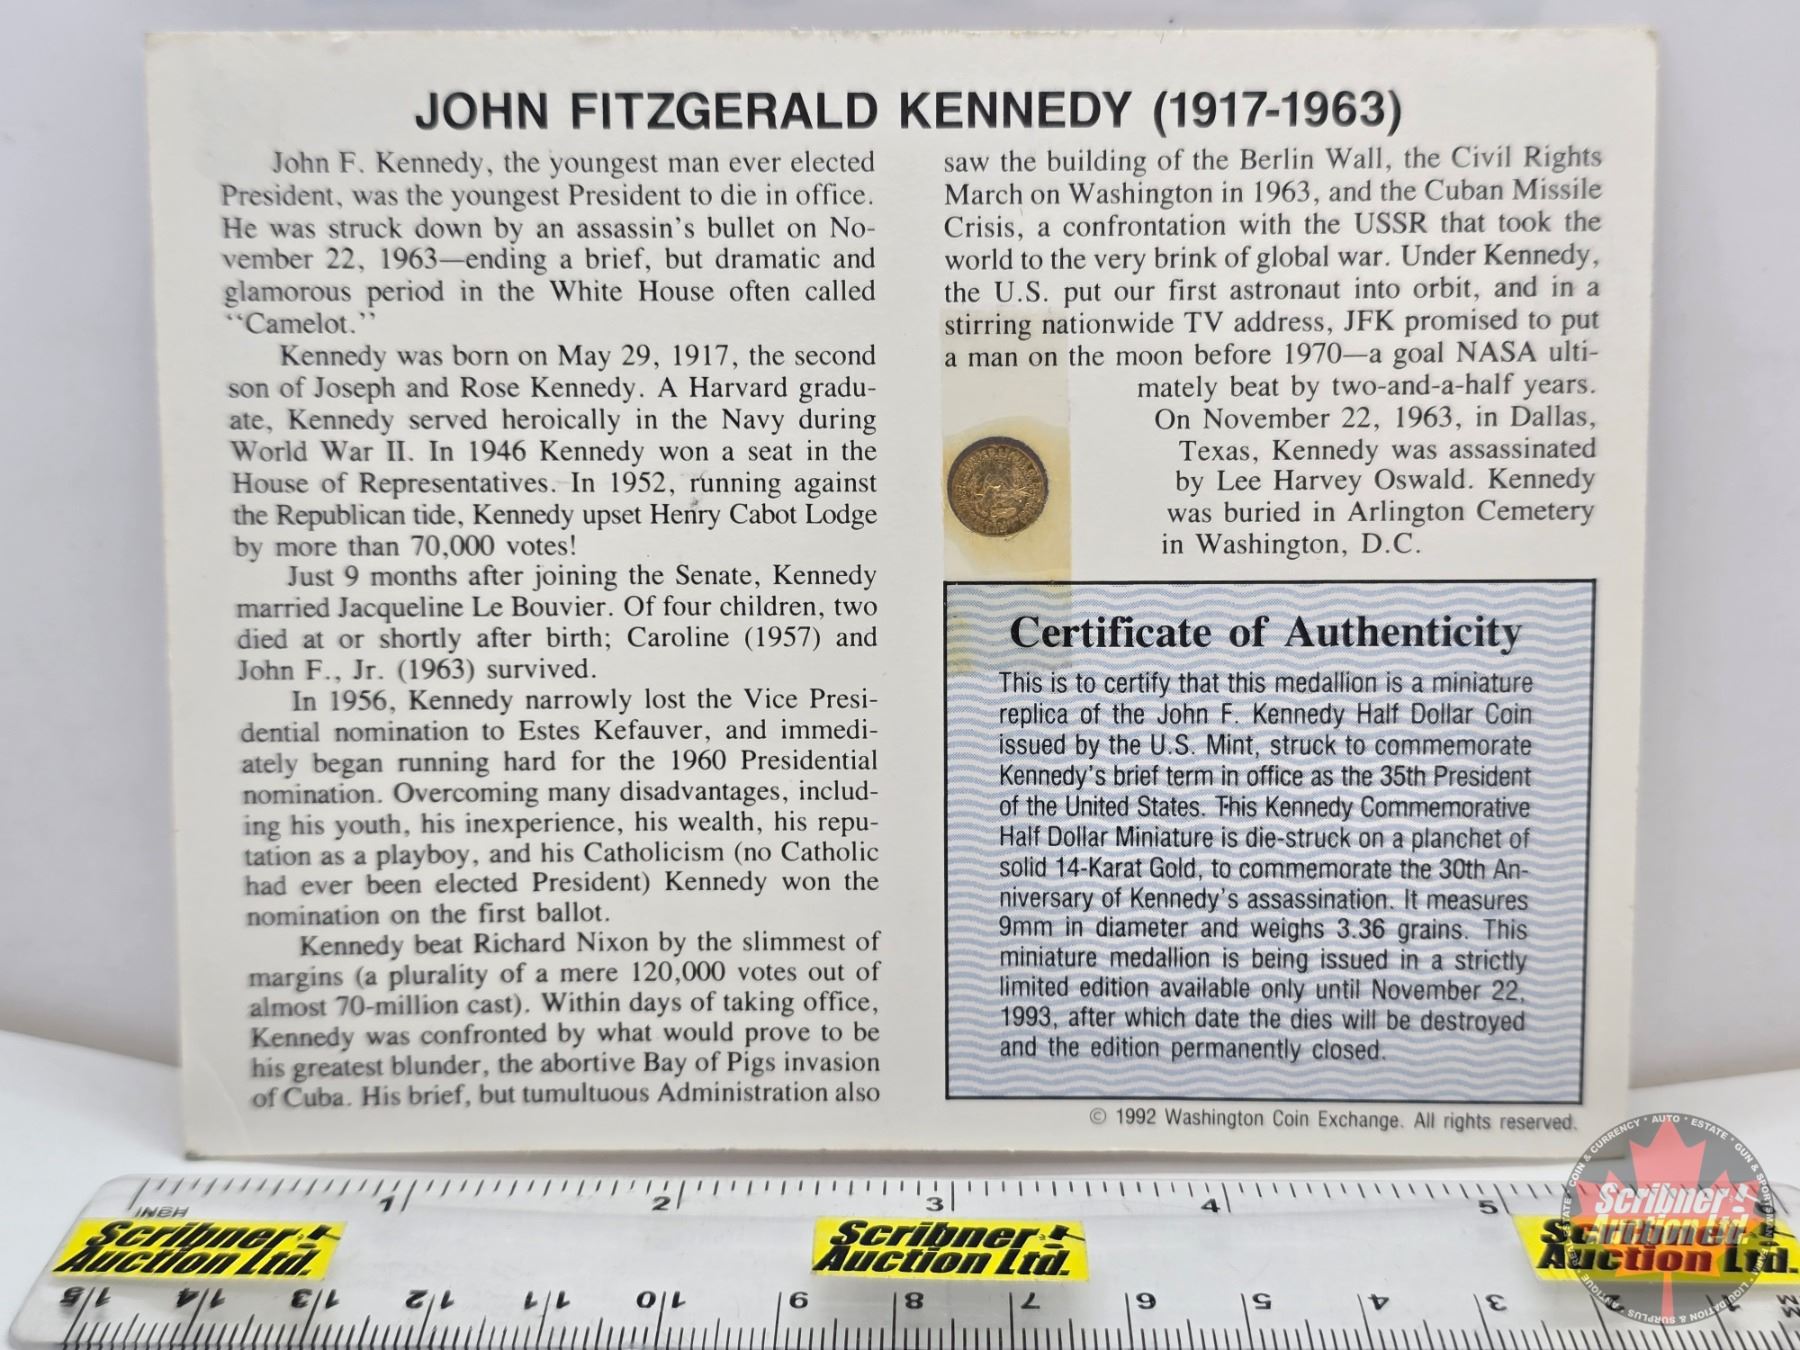 JOHN FITZGERALD KENNEDY (1917-1963)
John F. Kennedy, the youngest man ever elected
President, was the youngest President to die in office.
He was struck down by an assassin's bullet on No-
vember 22, 1963—ending a brief, but dramatic and
glamorous period in the White House often called
"Camelot."
Kennedy was born on May 29, 1917, the second
son of Joseph and Rose Kennedy. A Harvard gradu-
ate, Kennedy served heroically in the Navy during
World War II. In 1946 Kennedy won a seat in the
House of Representatives. In 1952, running against
the Republican tide, Kennedy upset Henry Cabot Lodge
by more than 70,000 votes!
Just 9 months after joining the Senate, Kennedy
married Jacqueline Le Bouvier. Of four children, two
died at or shortly after birth; Caroline (1957) and
John F., Jr. (1963) survived.
In 1956, Kennedy narrowly lost the Vice Presi-
dential nomination to Estes Kefauver, and immedi-
ately began running hard for the 1960 Presidential
nomination. Overcoming many disadvantages, includ-
ing his youth, his inexperience, his wealth, his repu-
tation as a playboy, and his Catholicism (no Catholic
had ever been elected President) Kennedy won the
nomination on the first ballot.
Kennedy beat Richard Nixon by the slimmest of
margins (a plurality of a mere 120,000 votes out of
almost 70-million cast). Within days of taking office,
Kennedy was confronted by what would prove to be
his greatest blunder, the abortive Bay of Pigs invasion
of Cuba. His brief, but tumultuous Administration also
saw the building of the Berlin Wall, the Civil Rights
March on Washington in 1963, and the Cuban Missile
Crisis, a confrontation with the USSR that took the
world to the very brink of global war. Under Kennedy,
the U.S. put our first astronaut into orbit, and in a
stirring nationwide TV address, JFK promised to put
a man on the moon before 1970—a goal NASA ulti-
mately beat by two-and-a-half years.
On November 22, 1963, in Dallas,
Texas, Kennedy was assassinated
by Lee Harvey Oswald. Kennedy
was buried in Arlington Cemetery
in Washington, D.C.
Certificate of Authenticity
This is to certify that this medallion is a miniature
replica of the John F. Kennedy Half Dollar Coin
issued by the U.S. Mint, struck to commemorate
Kennedy's brief term in office as the 35th President
of the United States. This Kennedy Commemorative
Half Dollar Miniature is die-struck on a planchet of
solid 14-Karat Gold, to commemorate the 30th An-
niversary of Kennedy's assassination. It measures
9mm in diameter and weighs 3.36 grains. This
miniature medallion is being issued in a strictly
limited edition available only until November 22,
1993, after which date the dies will be destroyed
and the edition permanently closed.
© 1992 Washington Coin Exchange. All rights reserved.
INCH 1 2 3 4 5
Scribner Auction Ltd.
Scribner Auction Ltd.
Scribner Auction Ltd.
15 14 13 12 11 10 9 8 7 6 5 4 3 2 1
Scribner
Auction Ltd.
COIN & CURRENCY · AUTO · ESTATE · GUN &